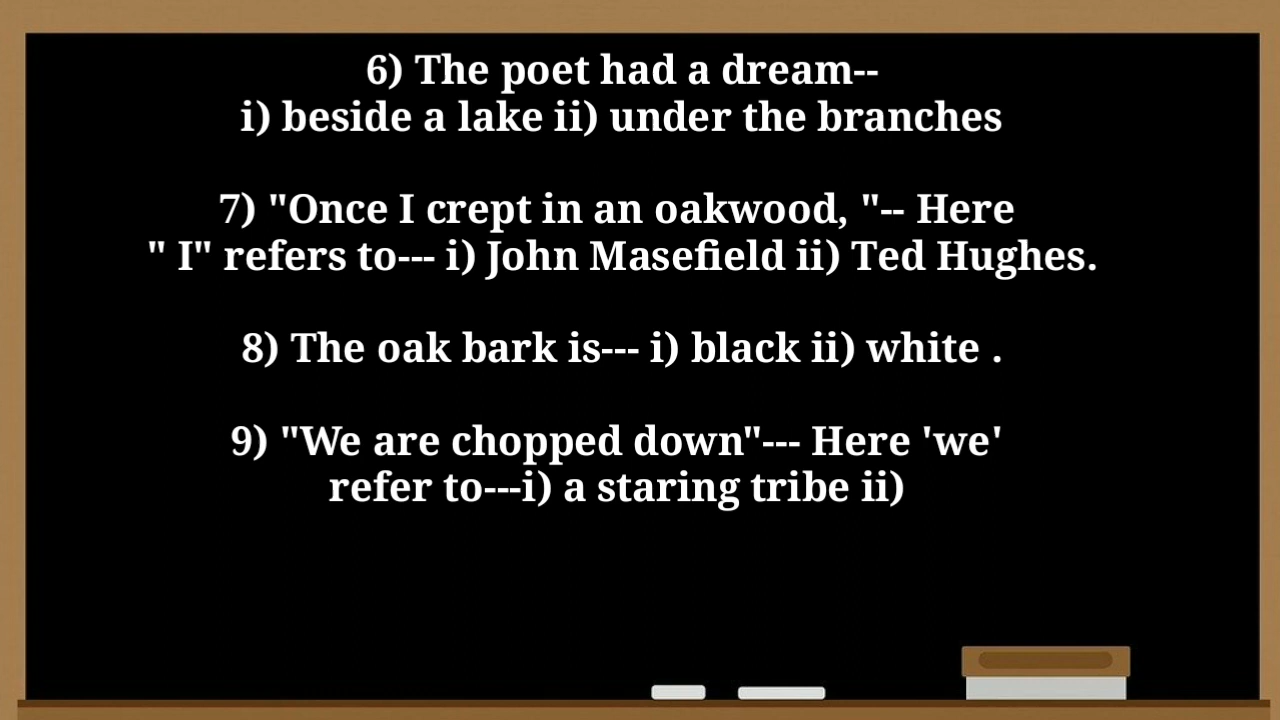 6) The poet had a dream--
i) beside a lake ii) under the branches
7) "Once I crept in an oakwood, "-- Here
" I" refers to--- i) John Masefield ii) Ted Hughes.
8) The oak bark is--- i) black ii) white .
9) "We are chopped down"--- Here 'we'
refer to---i) a staring tribe ii)